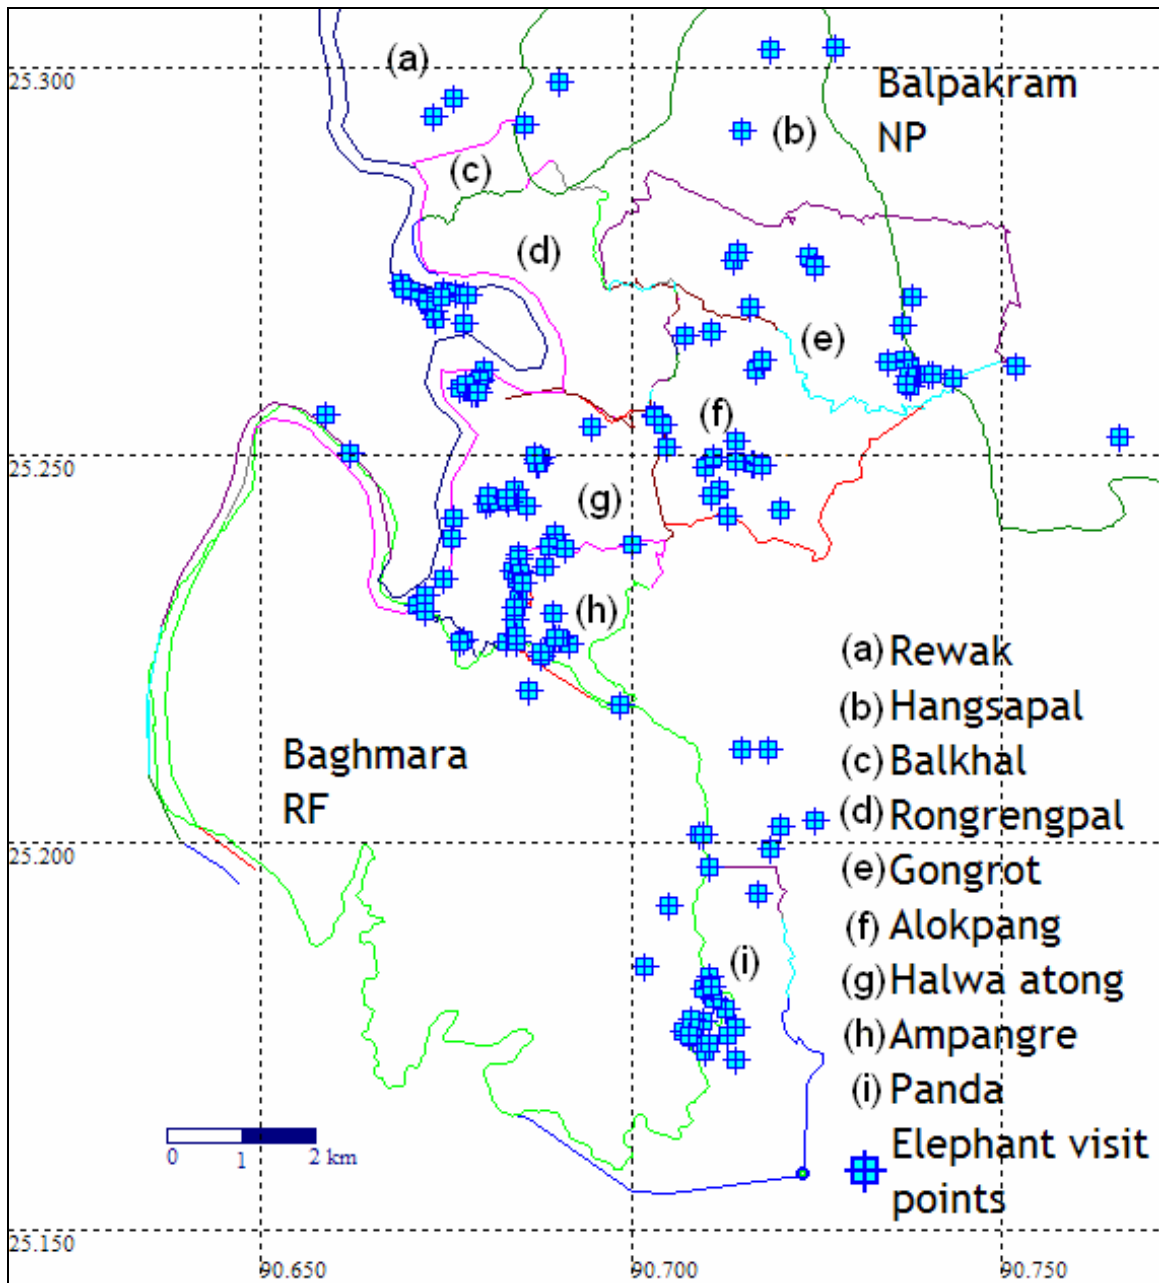 (a)
25.300
Balpakram
NP
(b)
(c)
(d)
(e)
(f)
25.250
(g)
(h)
(a) Rewak
(b) Hangsapal
Baghmara
RF
(c) Balkhal
(d) Rongrengpal
25.200
(e) Gongrot
(f) Alokpang
(i)
(g) Halwa atong
(h) Ampangre
(i) Panda
0 1 2 km
Elephant visit
points
25.150
90.650 90.700 90.750